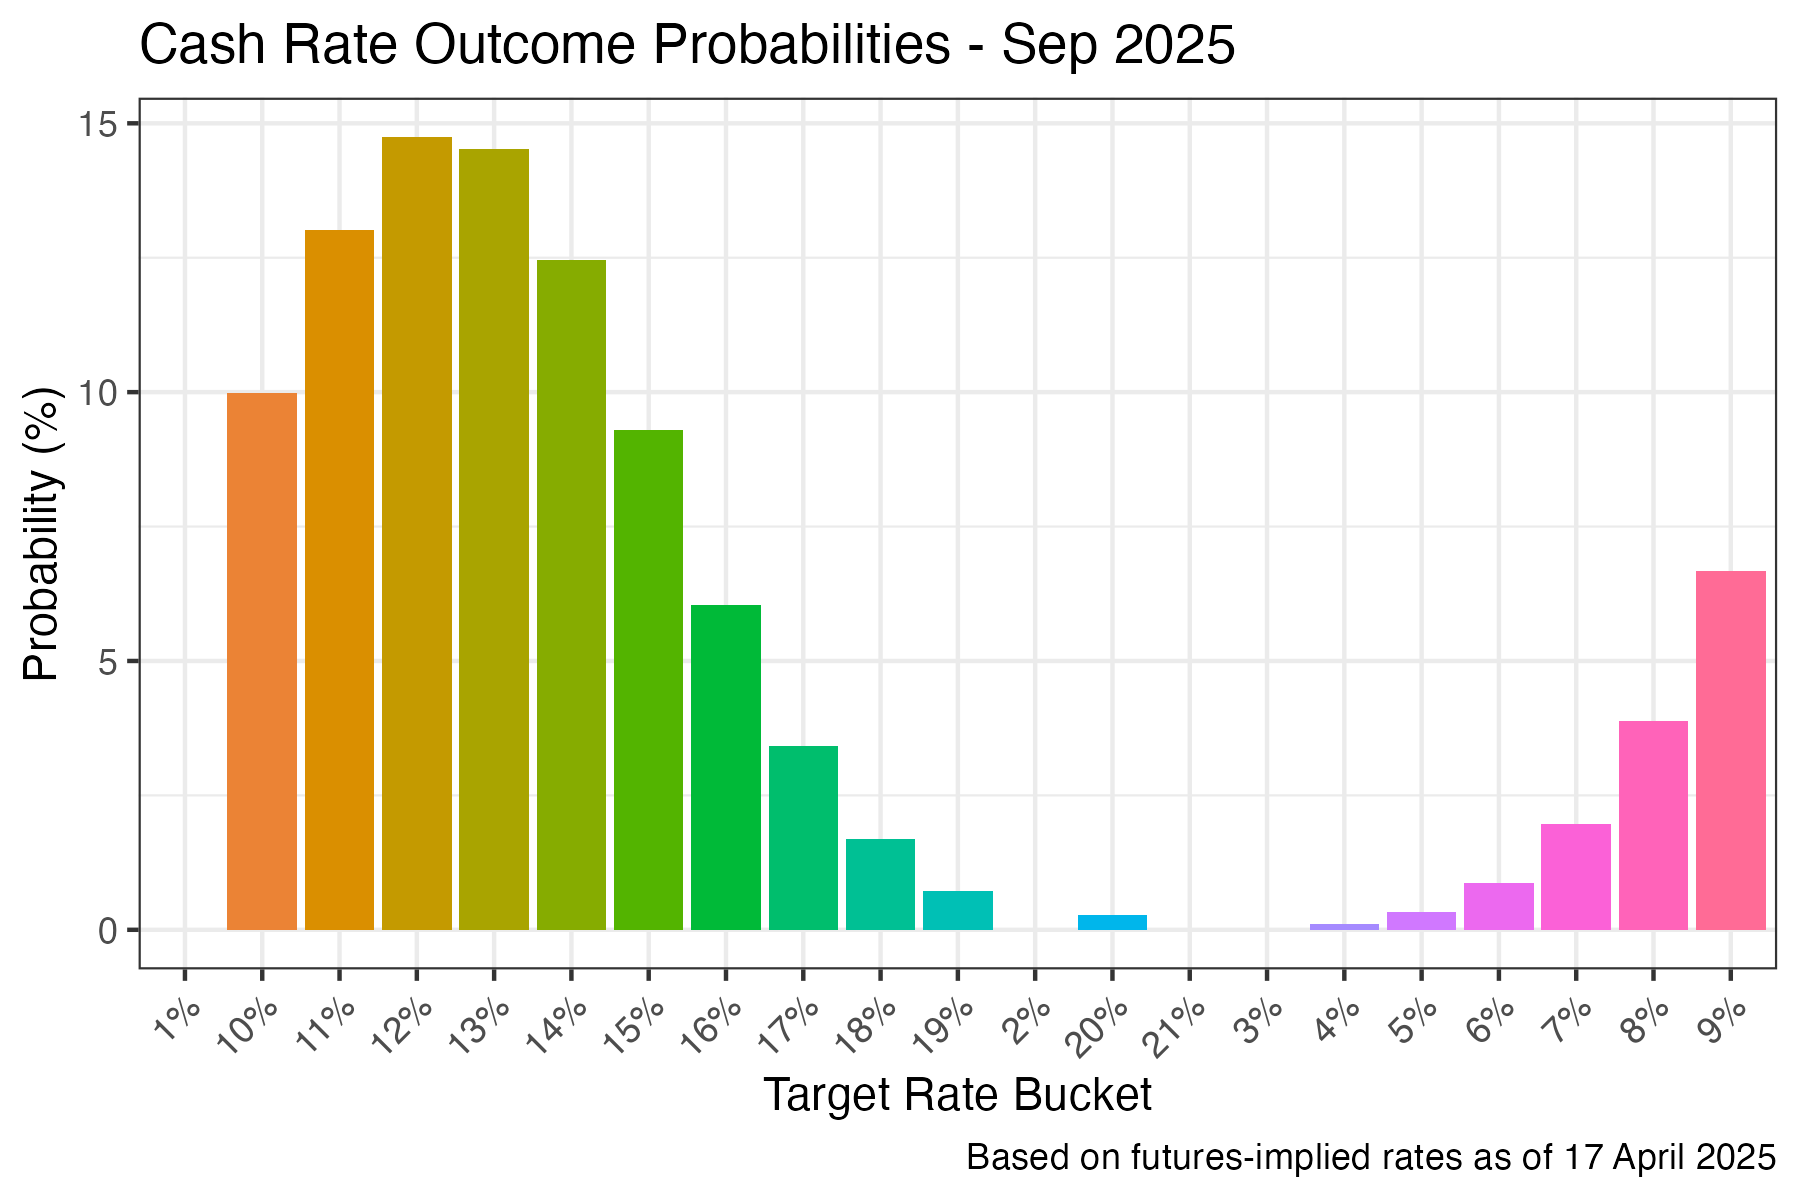 Cash Rate Outcome Probabilities - Sep 2025
Probability (%)
15
10
5
0
1% 10% 11% 12% 13% 14% 15% 16% 17% 18% 19% 2% 20% 21% 3% 4% 5% 6% 7% 8% 9%
Target Rate Bucket
Based on futures-implied rates as of 17 April 2025